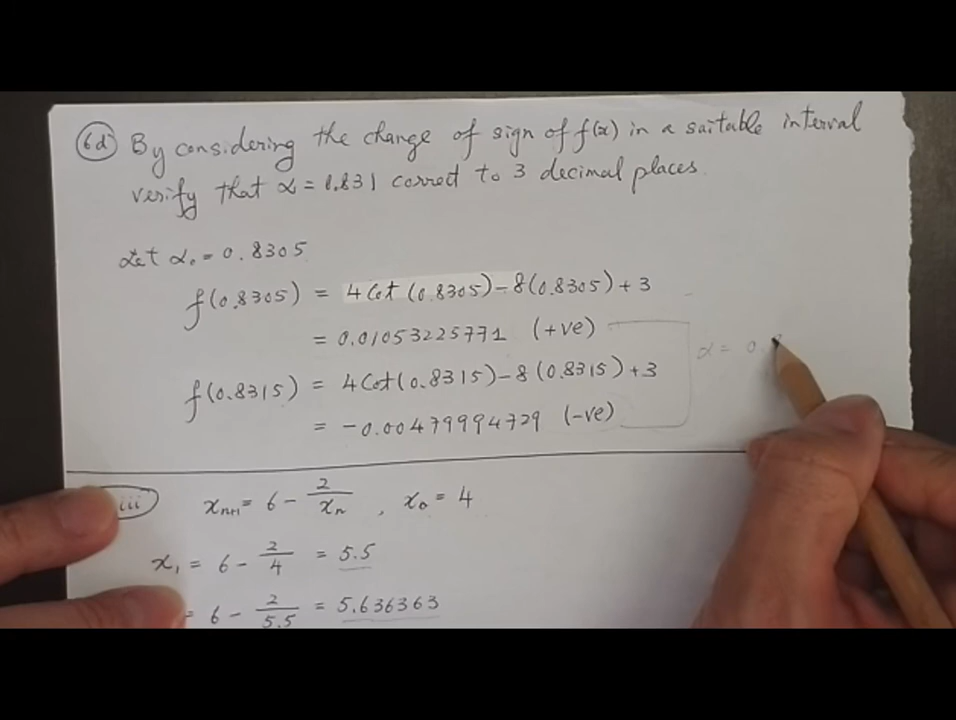 6d By considering the change of sign of f(x) in a suitable interval
verify that α = 0.831 correct to 3 decimal places.
Let α₀ = 0.8305
f(0.8305) = 4Cot(0.8305) - 8(0.8305) + 3
= 0.01053225771 (+ve)
α = 0.8
f(0.8315) = 4Cot(0.8315) - 8(0.8315) + 3
= -0.00479994729 (-ve)
iii xₙ₊₁ = 6 - 2/xₙ , x₀ = 4
x₁ = 6 - 2/4 = 5.5
= 6 - 2/5.5 = 5.636363